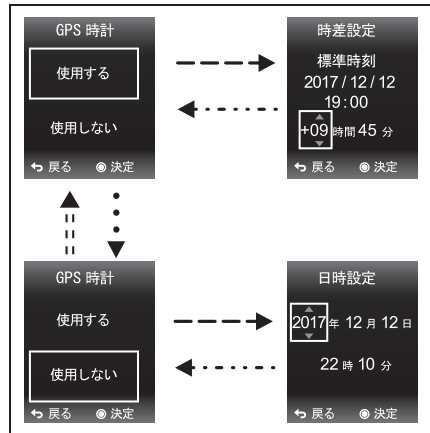 GPS 時計
使用する
使用しない
戻る 決定
時差設定
標準時刻
2017 / 12 / 12
19:00
+09 時間 45 分
戻る 決定
GPS 時計
使用する
使用しない
戻る 決定
日時設定
2017 年 12 月 12 日
22 時 10 分
戻る 決定